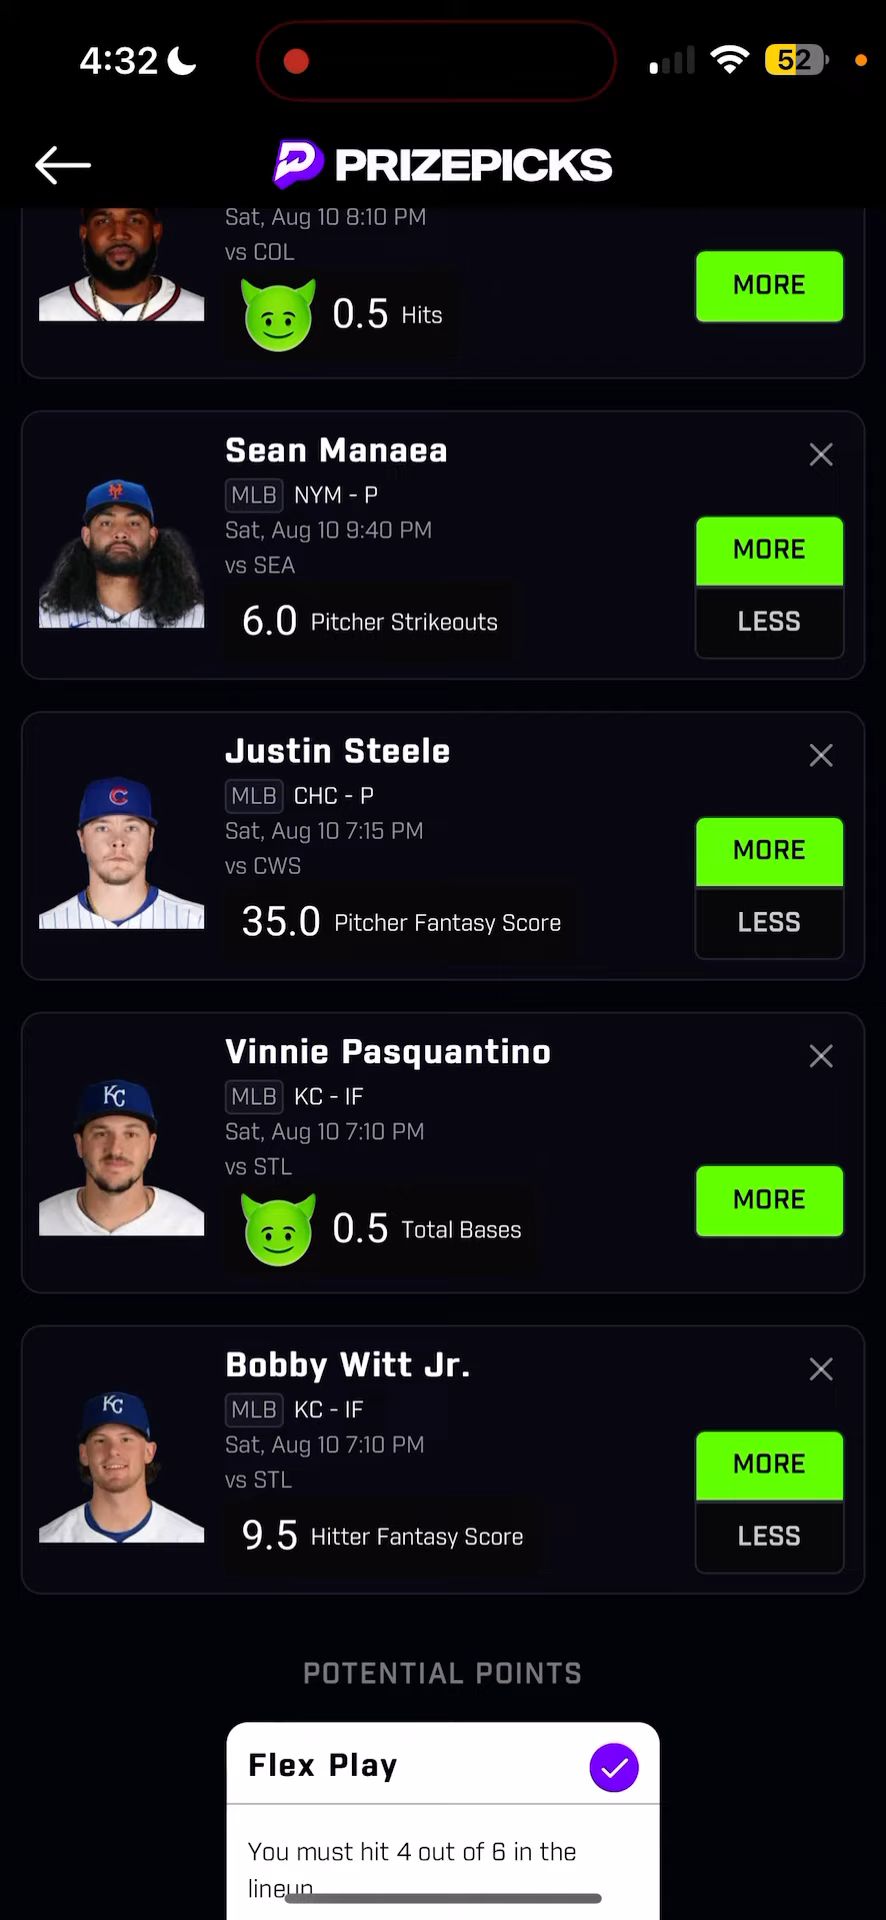 4:32
52
PRIZEPICKS
Sat, Aug 10 8:10 PM
vs COL
0.5 Hits
MORE
Sean Manaea
MLB NYM - P
Sat, Aug 10 9:40 PM
vs SEA
6.0 Pitcher Strikeouts
MORE
LESS
Justin Steele
MLB CHC - P
Sat, Aug 10 7:15 PM
vs CWS
35.0 Pitcher Fantasy Score
MORE
LESS
Vinnie Pasquantino
MLB KC - IF
Sat, Aug 10 7:10 PM
vs STL
0.5 Total Bases
MORE
Bobby Witt Jr.
MLB KC - IF
Sat, Aug 10 7:10 PM
vs STL
9.5 Hitter Fantasy Score
MORE
LESS
POTENTIAL POINTS
Flex Play
You must hit 4 out of 6 in the
lineup